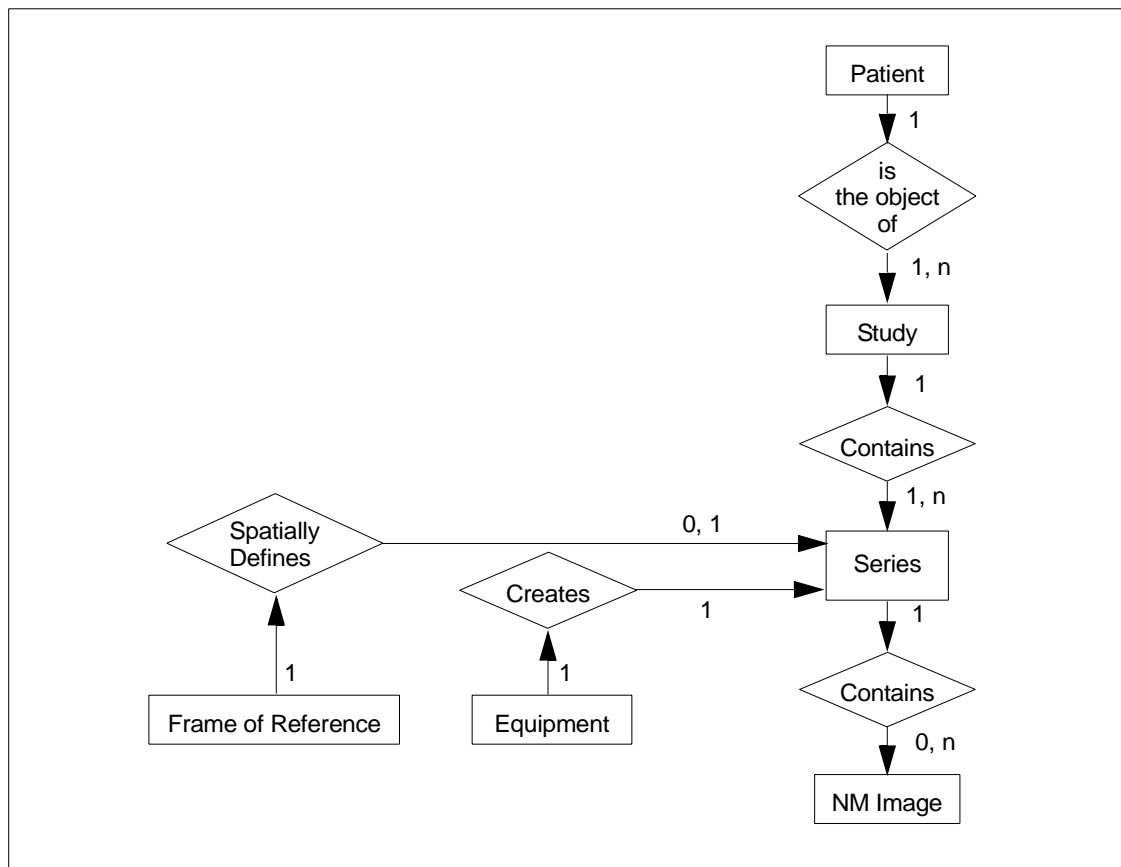 Patient
1
is
the object
of
1, n
Study
1
Contains
1, n
Spatially
Defines
0, 1
Series
Creates
1
1
1
1
Contains
Frame of Reference
Equipment
0, n
NM Image